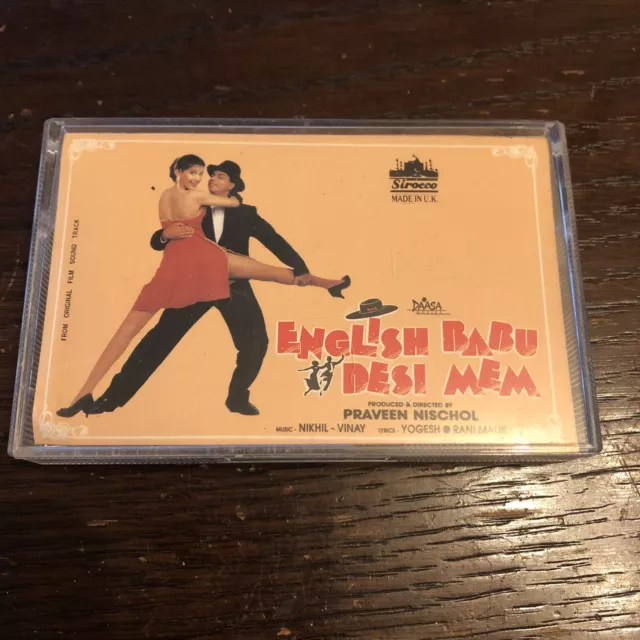 Sirocco
MADE IN U.K.
FROM ORIGINAL FILM SOUND TRACK
DAASA
ENGLISH BABU
DESI MEM
PRODUCED & DIRECTED BY
PRAVEEN NISCHOL
MUSIC - NIKHIL - VINAY LYRICS - YOGESH RANI MALIK